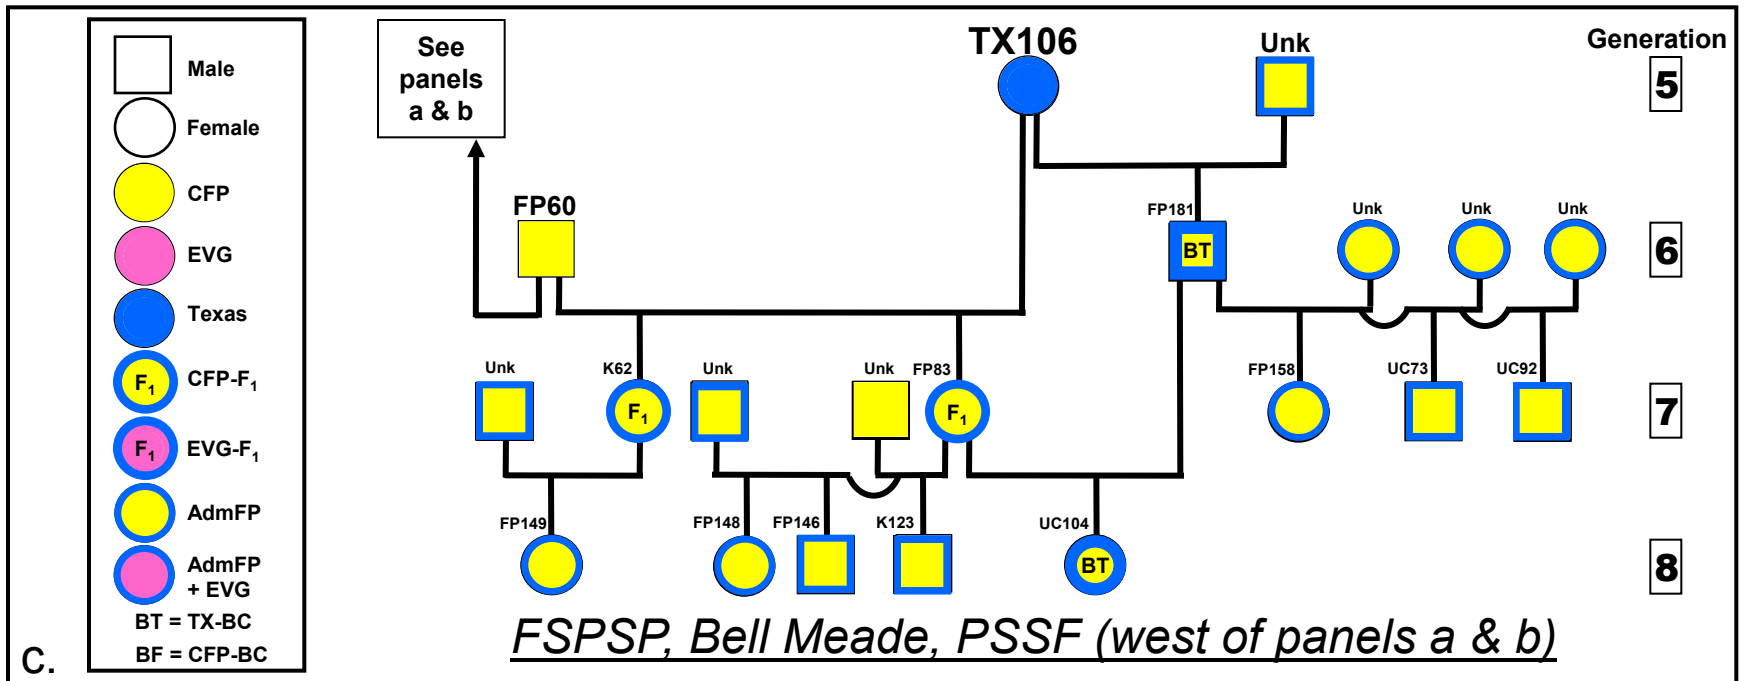 Male
Female
CFP
EVG
Texas
F1 CFP-F1
F1 EVG-F1
AdmFP
AdmFP
+ EVG
BT = TX-BC
BF = CFP-BC
c.
See
panels
a & b
TX106
Unk
Generation
5
FP60
FP181
BT
Unk
Unk
Unk
6
Unk
K62
F1
Unk
Unk
FP83
F1
FP158
UC73
UC92
7
FP149
FP148
FP146
K123
UC104
BT
8
FSPSP, Bell Meade, PSSF (west of panels a & b)